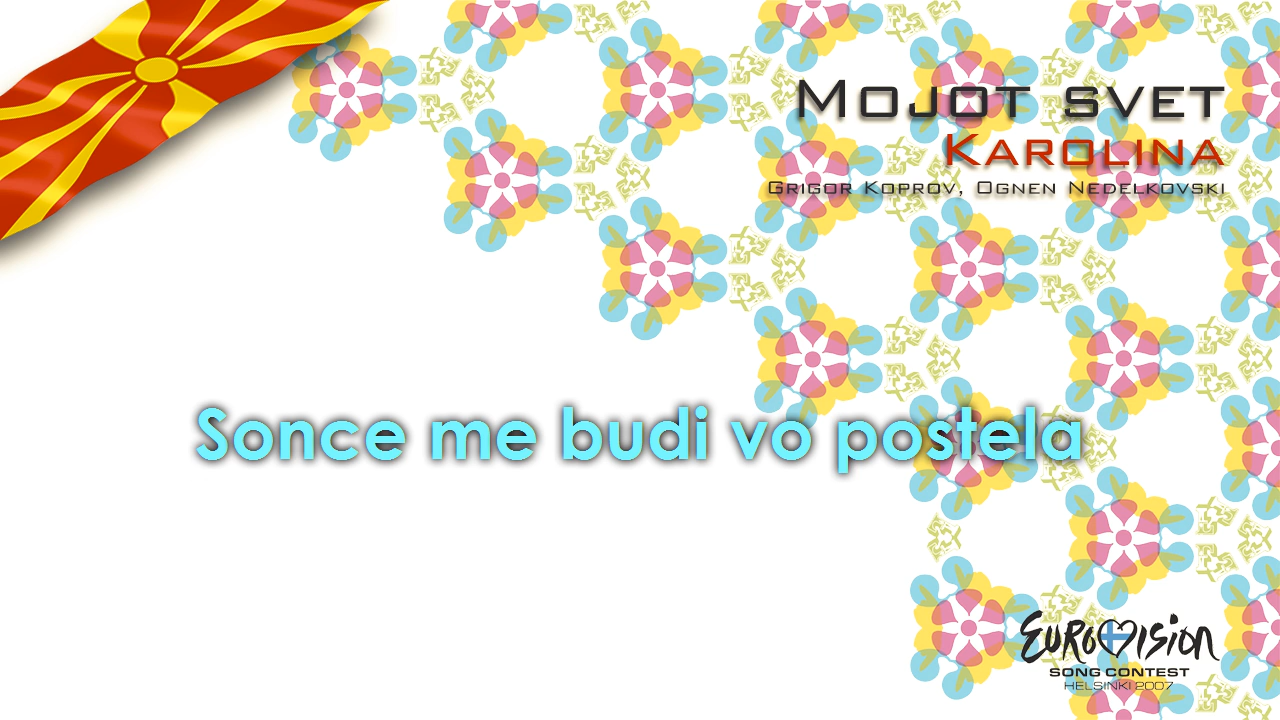 Mojot svet
Karolina
Grigor Koprov, Ognen Nedelkovski
Sonce me budi vo postela
Eurovision
SONG CONTEST
HELSINKI 2007